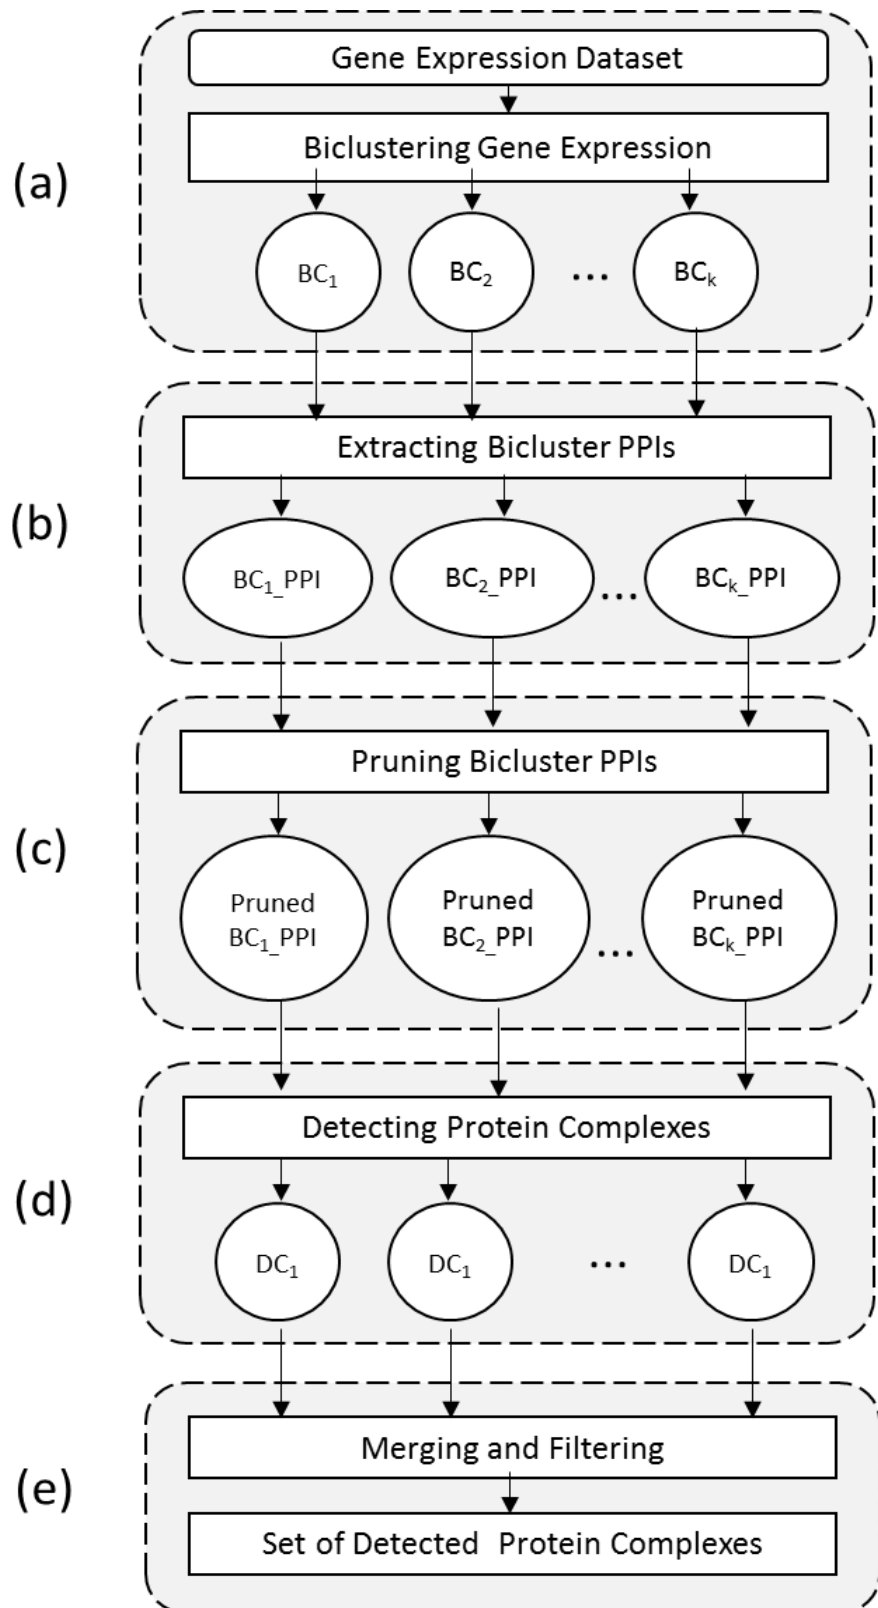 Gene Expression Dataset
(a)
Biclustering Gene Expression
BC₁ BC₂ ... BCₖ
Extracting Bicluster PPIs
(b)
BC₁_PPI BC₂_PPI ... BCₖ_PPI
Pruning Bicluster PPIs
(c)
Pruned Pruned Pruned
BC₁_PPI BC₂_PPI ... BCₖ_PPI
Detecting Protein Complexes
(d)
DC₁ DC₁ ... DC₁
Merging and Filtering
(e)
Set of Detected Protein Complexes